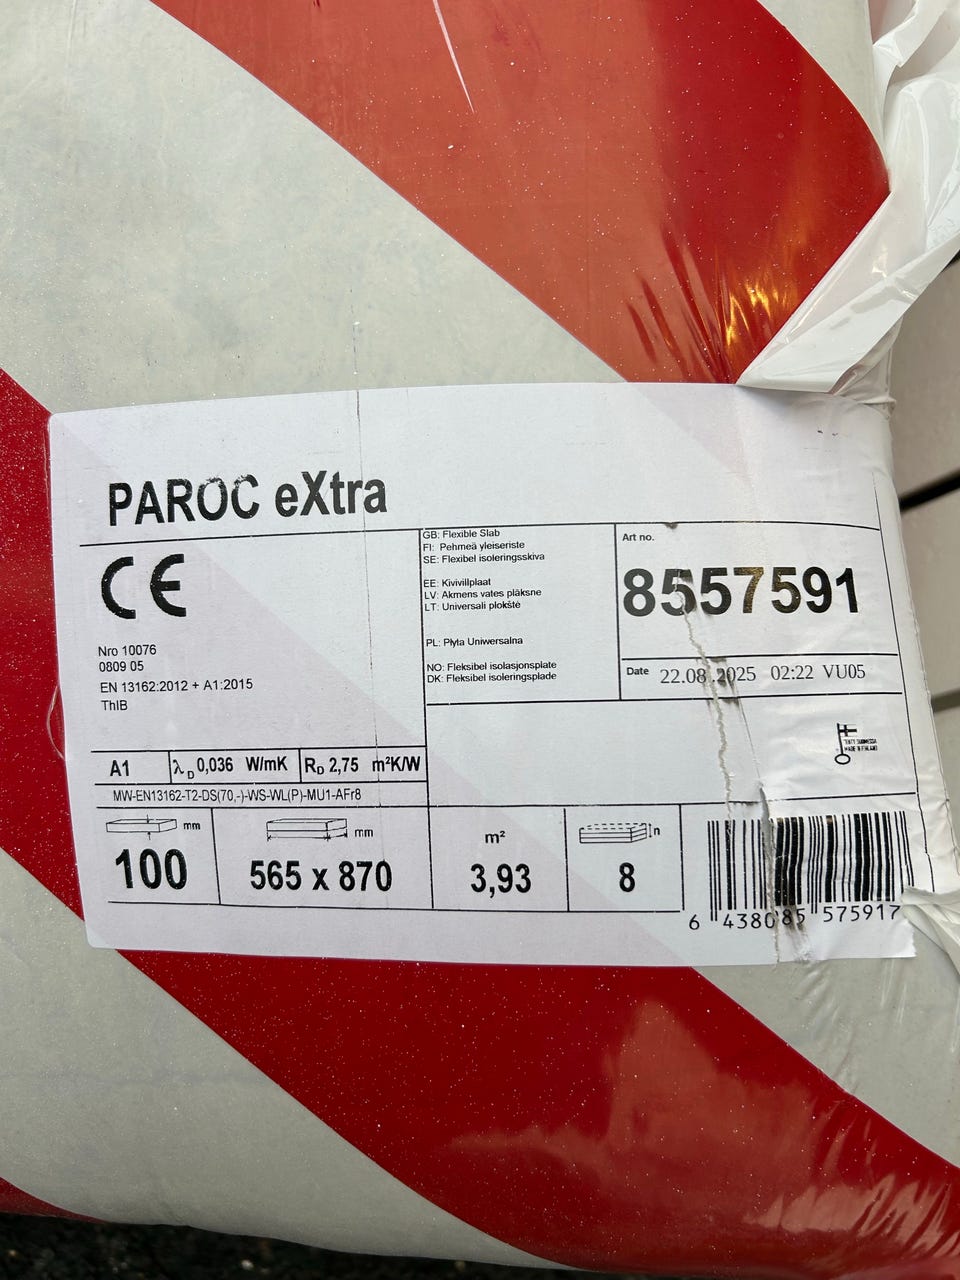 PAROC eXtra
CE
Nro 10076
0809 05
EN 13162:2012 + A1:2015
ThIB
GB: Flexible Slab
FI: Pehmeä yleiseriste
SE: Flexibel isoleringsskiva
EE: Kivivillplaat
LV: Akmens vates plāksne
LT: Universali plokštė
PL: Płyta Uniwersalna
NO: Fleksibel isolasjonsplate
DK: Fleksibel isoleringsplade
Art no.
8557591
Date 22.08.2025 02:22 VU05
MADE IN FINLAND
A1 λD 0,036 W/mK RD 2,75 m²K/W
MW-EN13162-T2-DS(70,-)-WS-WL(P)-MU1-AFr8
mm
100
mm
565 x 870
m²
3,93
n
8
6 438085 575917